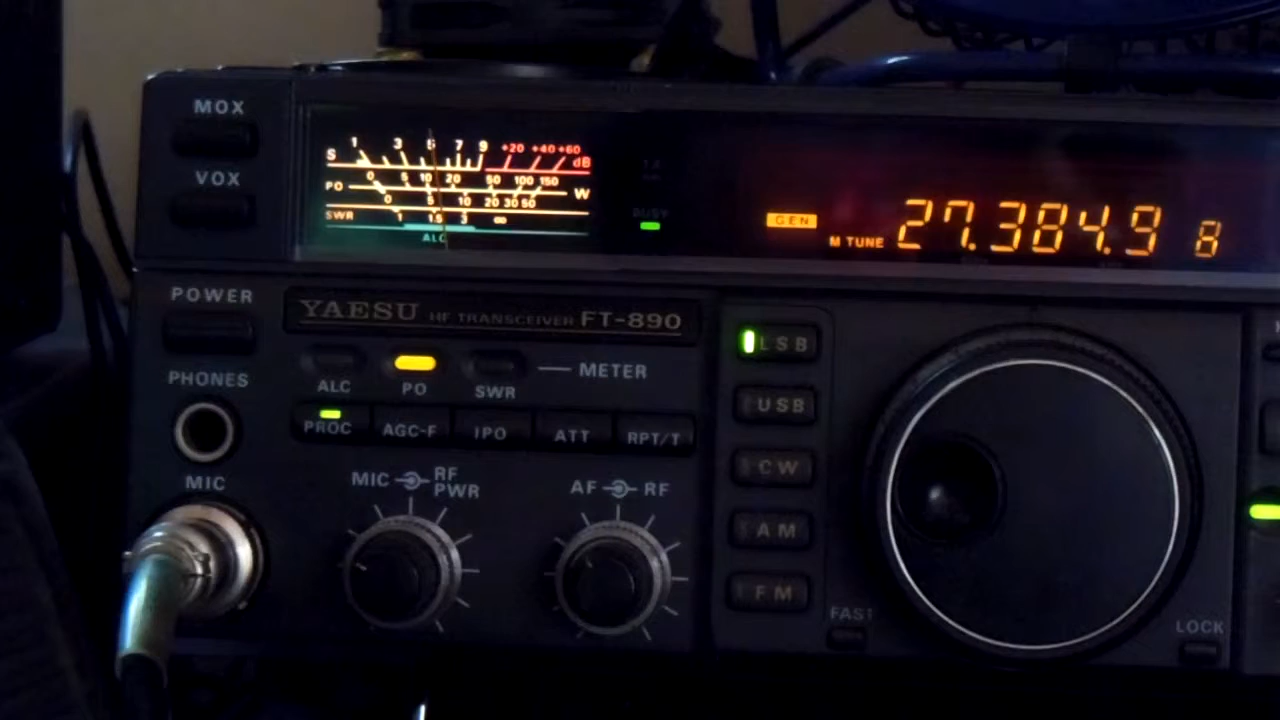 MOX
VOX
S 1 3 5 7 9 +20 +40 +60 dB
PO 0 5 10 20 50 100 150 W
0 5 10 20 30 50
SWR 1 1.5 3 ∞
ALC
BUSY
GEN
M TUNE 27.384.9 8
POWER
YAESU HF TRANSCEIVER FT-890
PHONES
ALC PO SWR METER
PROC AGC-F IPO ATT RPT/T
MIC
MIC RF PWR
AF RF
LSB
USB
CW
AM
FM
FAST
LOCK